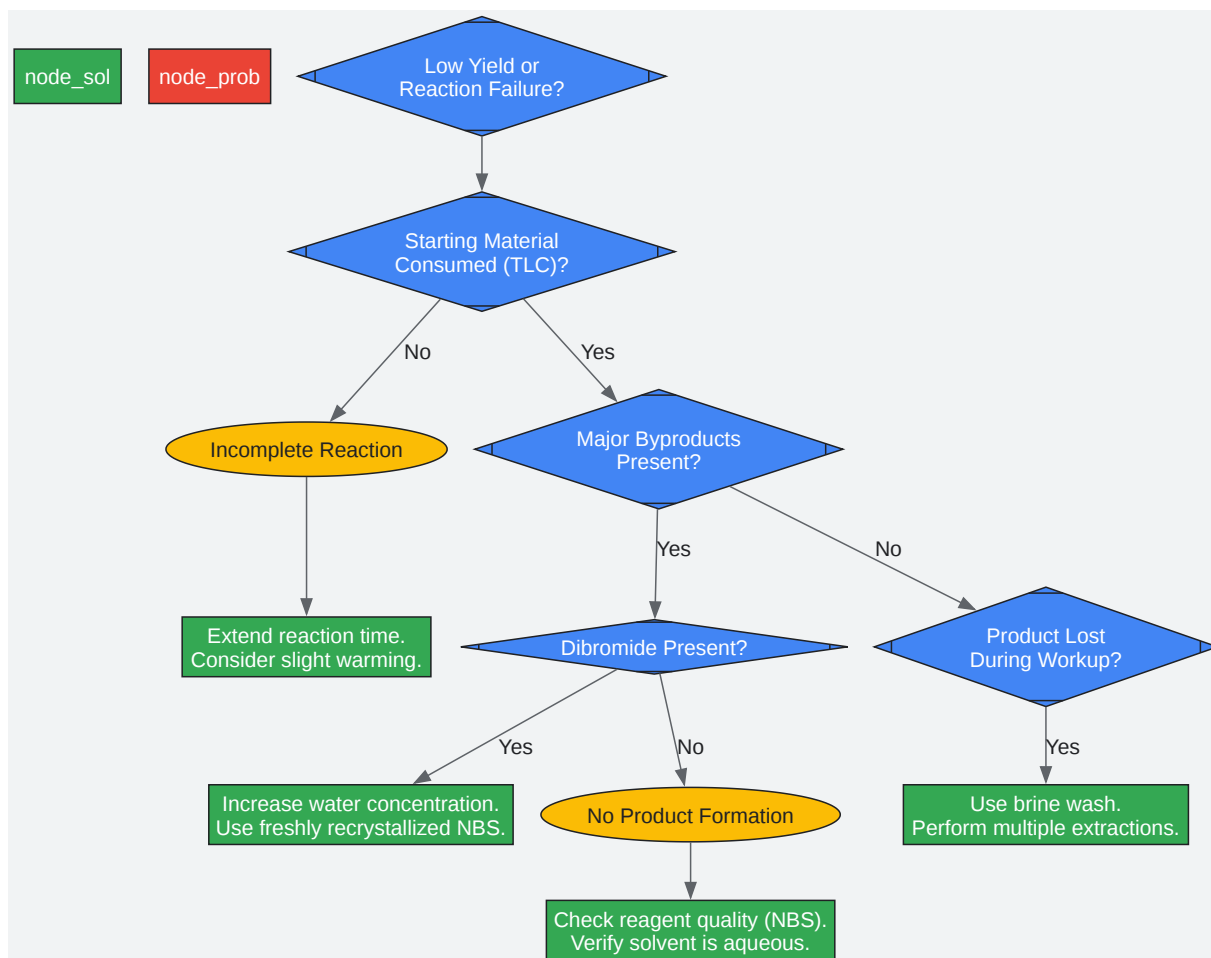 node_sol
node_prob
Low Yield or
Reaction Failure?
Starting Material
Consumed (TLC)?
No
Yes
Incomplete Reaction
Major Byproducts
Present?
Yes
No
Extend reaction time.
Consider slight warming.
Dibromide Present?
Product Lost
During Workup?
Yes
No
Yes
Increase water concentration.
Use freshly recrystallized NBS.
No Product Formation
Use brine wash.
Perform multiple extractions.
Check reagent quality (NBS).
Verify solvent is aqueous.